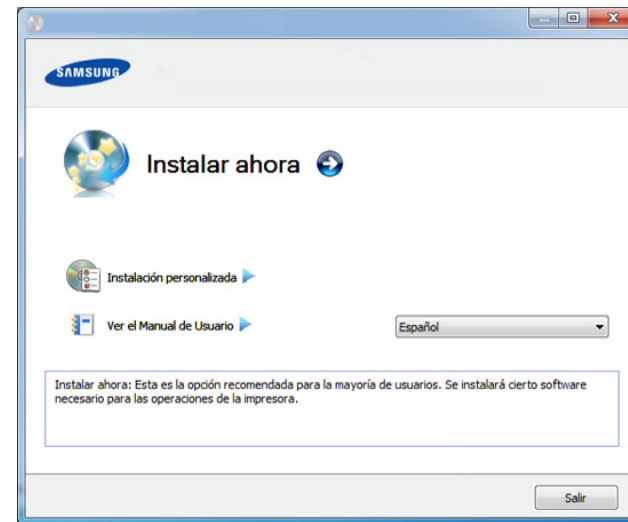 SAMSUNG
Instalar ahora
Instalación personalizada
Ver el Manual de Usuario
Español
Instalar ahora: Esta es la opción recomendada para la mayoría de usuarios. Se instalará cierto software
necesario para las operaciones de la impresora.
Salir